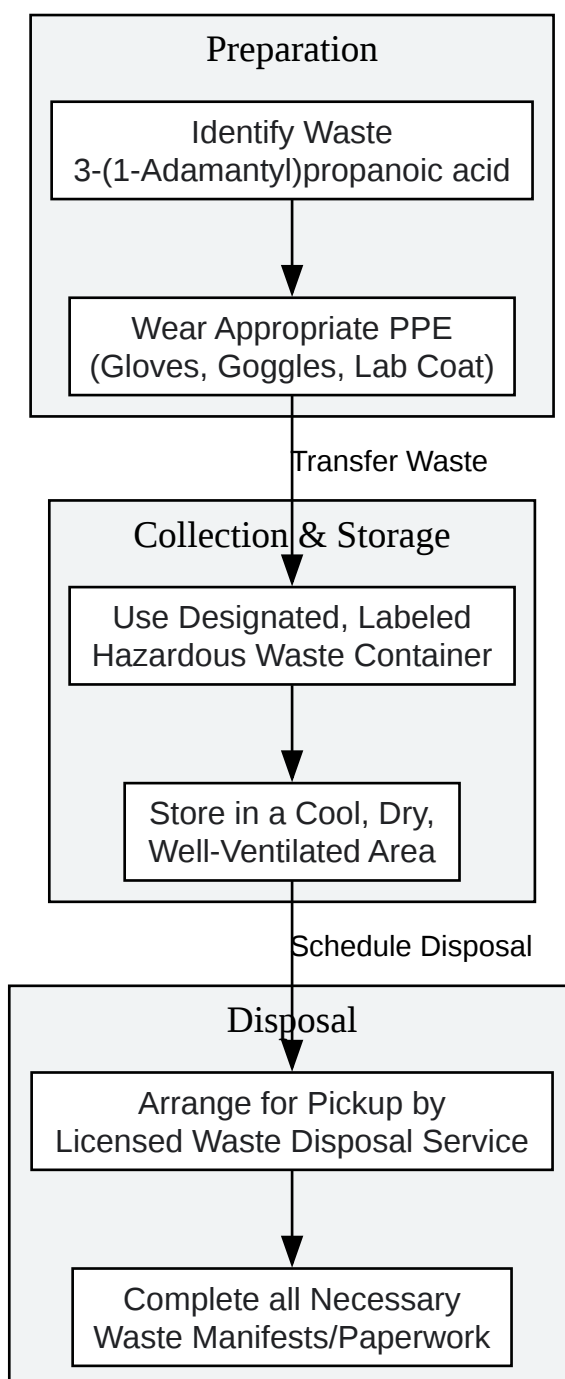 Preparation
Identify Waste
3-(1-Adamantyl)propanoic acid
Wear Appropriate PPE
(Gloves, Goggles, Lab Coat)
Transfer Waste
Collection & Storage
Use Designated, Labeled
Hazardous Waste Container
Store in a Cool, Dry,
Well-Ventilated Area
Schedule Disposal
Disposal
Arrange for Pickup by
Licensed Waste Disposal Service
Complete all Necessary
Waste Manifests/Paperwork